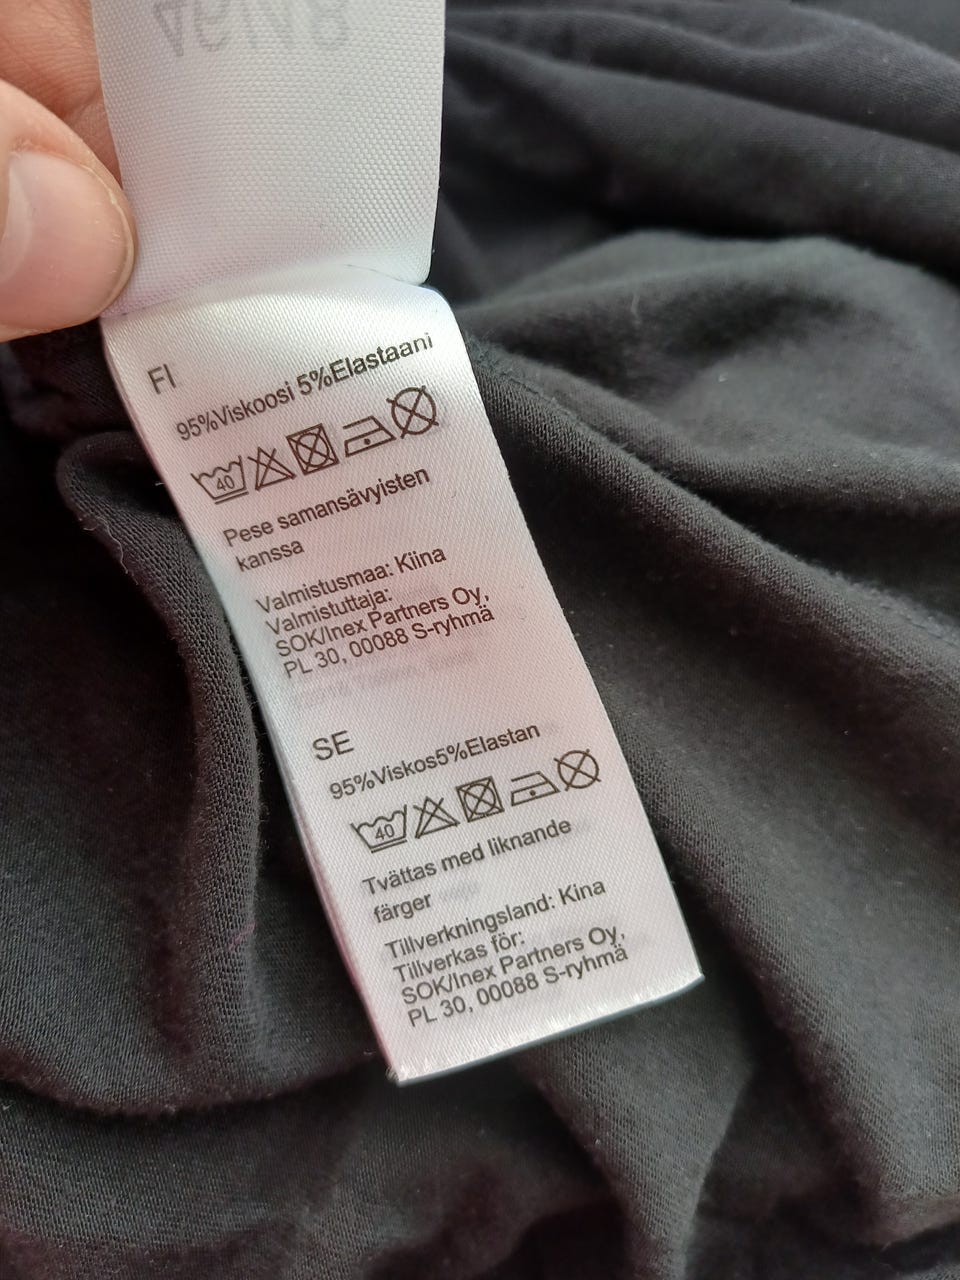 FI
95%Viskoosi 5%Elastaani
40
Pese samansävyisten
kanssa
Valmistusmaa: Kiina
Valmistuttaja:
SOK/Inex Partners Oy,
PL 30, 00088 S-ryhmä
SE
95%Viskos5%Elastan
40
Tvättas med liknande
färger
Tillverkningsland: Kina
Tillverkas för:
SOK/Inex Partners Oy,
PL 30, 00088 S-ryhmä